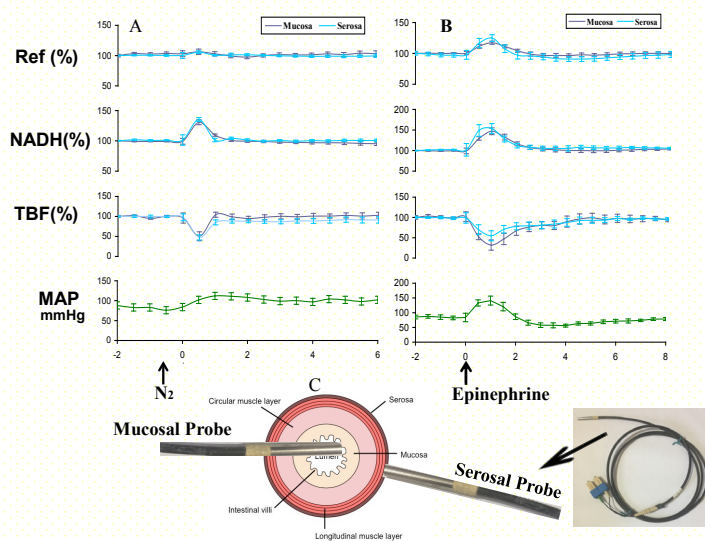 A
Mucosa Serosa
Ref (%)
150
100
50
NADH(%)
150
100
50
TBF(%)
150
100
50
0
MAP
mmHg
150
100
50
0
-2 0 2 4 6
N2
B
Mucosa Serosa
150
100
50
200
150
100
50
150
100
50
0
200
150
100
50
0
-2 0 2 4 6 8
Epinephrine
C
Circular muscle layer
Serosa
Mucosal Probe
Lumen
Mucosa
Serosal Probe
Intestinal villi
Longitudinal muscle layer